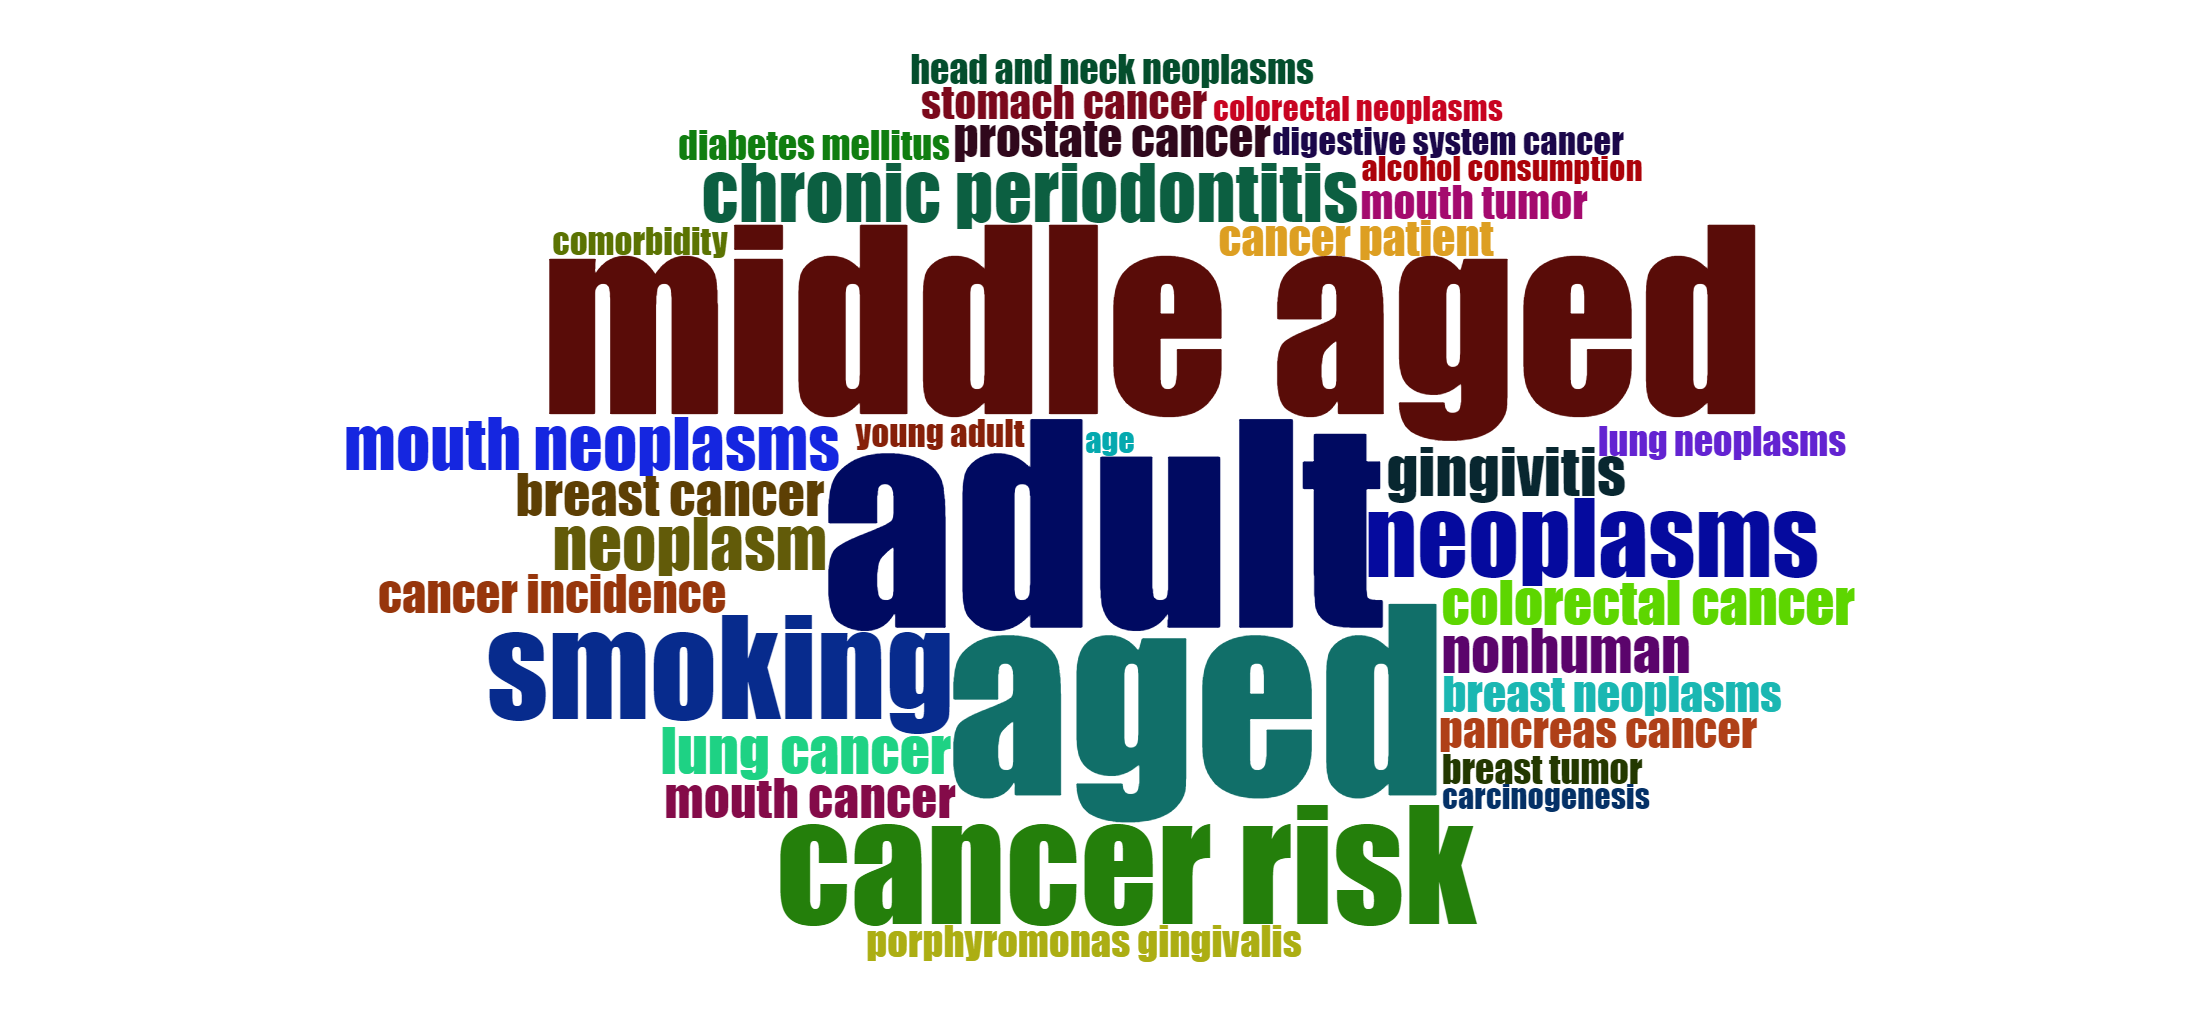 head and neck neoplasms
stomach cancer
colorectal neoplasms
diabetes mellitus
prostate cancer
digestive system cancer
alcohol consumption
chronic periodontitis
mouth tumor
comorbidity
cancer patient
middle aged
mouth neoplasms
young adult
age
lung neoplasms
adult
gingivitis
breast cancer
neoplasm
neoplasms
cancer incidence
colorectal cancer
smoking
aged
nonhuman
breast neoplasms
pancreas cancer
lung cancer
breast tumor
mouth cancer
carcinogenesis
cancer risk
porphyromonas gingivalis